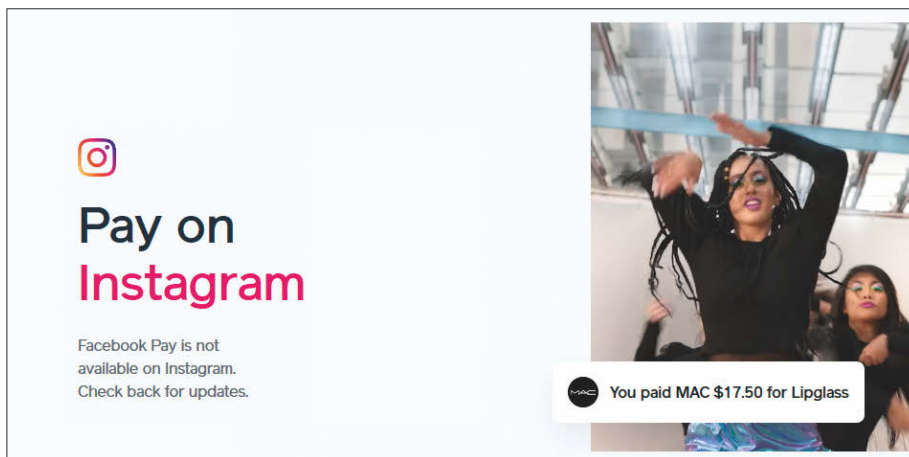 Pay on
Instagram
Facebook Pay is not
available on Instagram.
Check back for updates.
MAC You paid MAC $17.50 for Lipglass